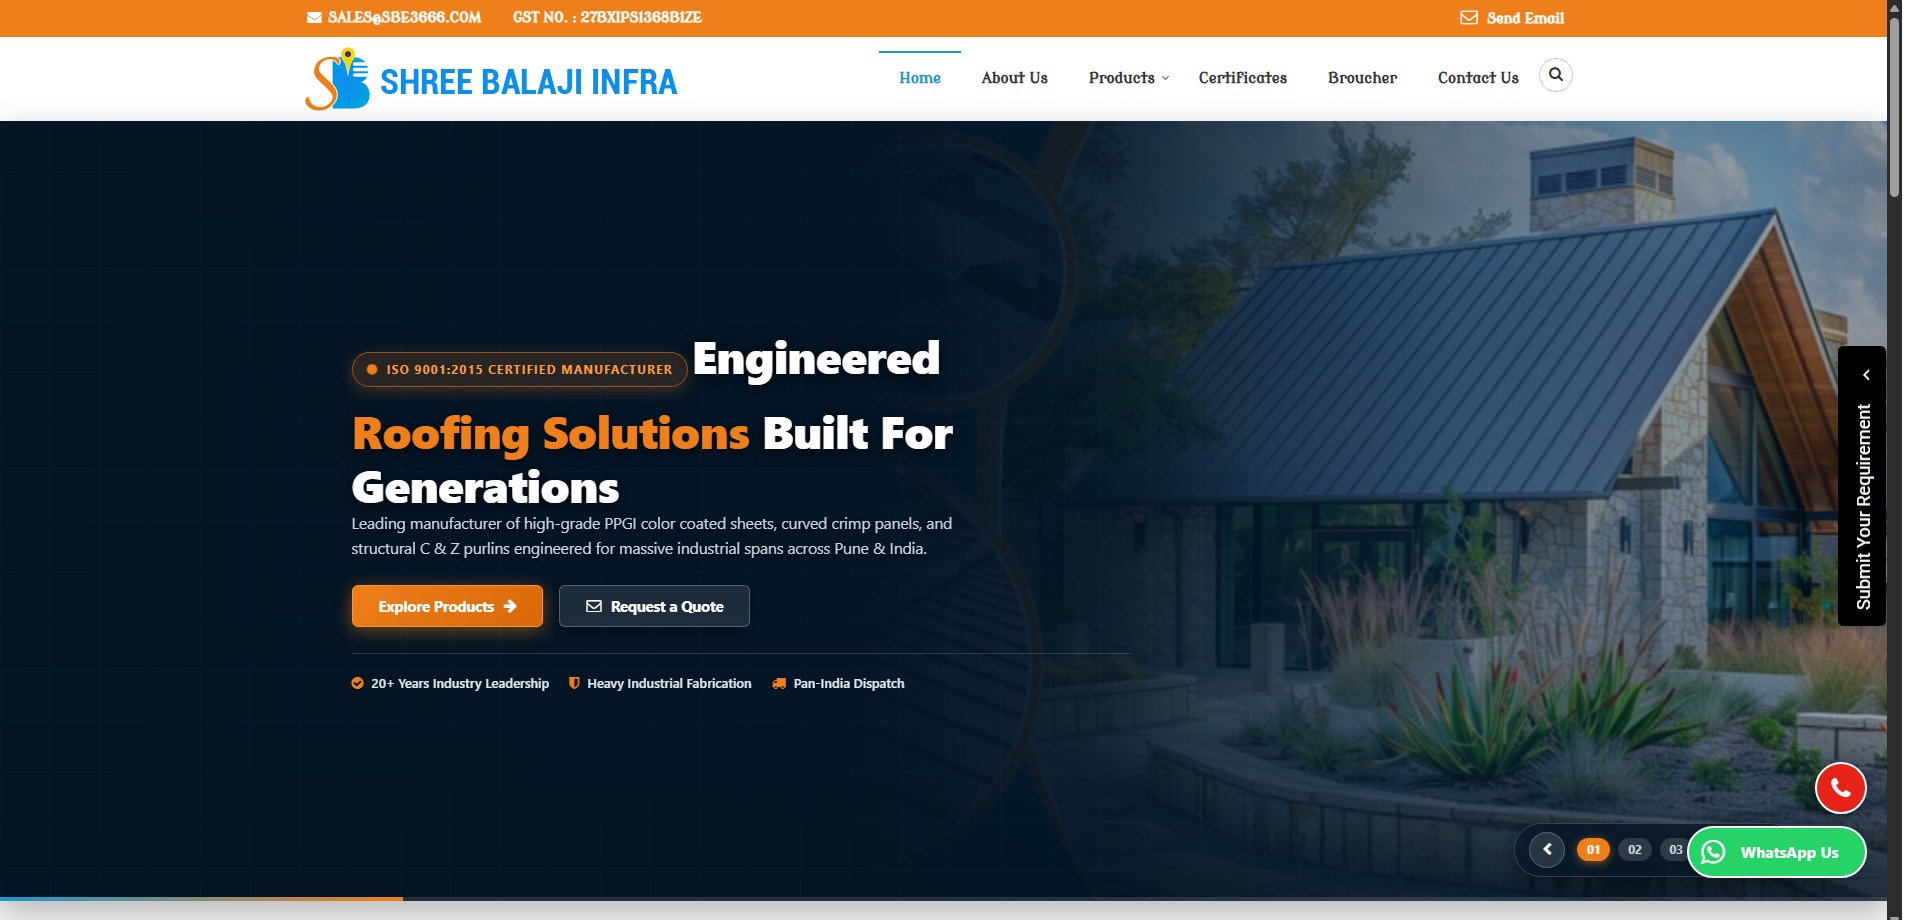 SALES@SBE3666.COM GST NO. : 27BXIPS1368B1ZE Send Email
SHREE BALAJI INFRA
Home About Us Products Certificates Broucher Contact Us
ISO 9001:2015 CERTIFIED MANUFACTURER Engineered
Roofing Solutions Built For
Generations
Leading manufacturer of high-grade PPGI color coated sheets, curved crimp panels, and
structural C & Z purlins engineered for massive industrial spans across Pune & India.
Explore Products Request a Quote
20+ Years Industry Leadership Heavy Industrial Fabrication Pan-India Dispatch
Submit Your Requirement
01 02 03
WhatsApp Us